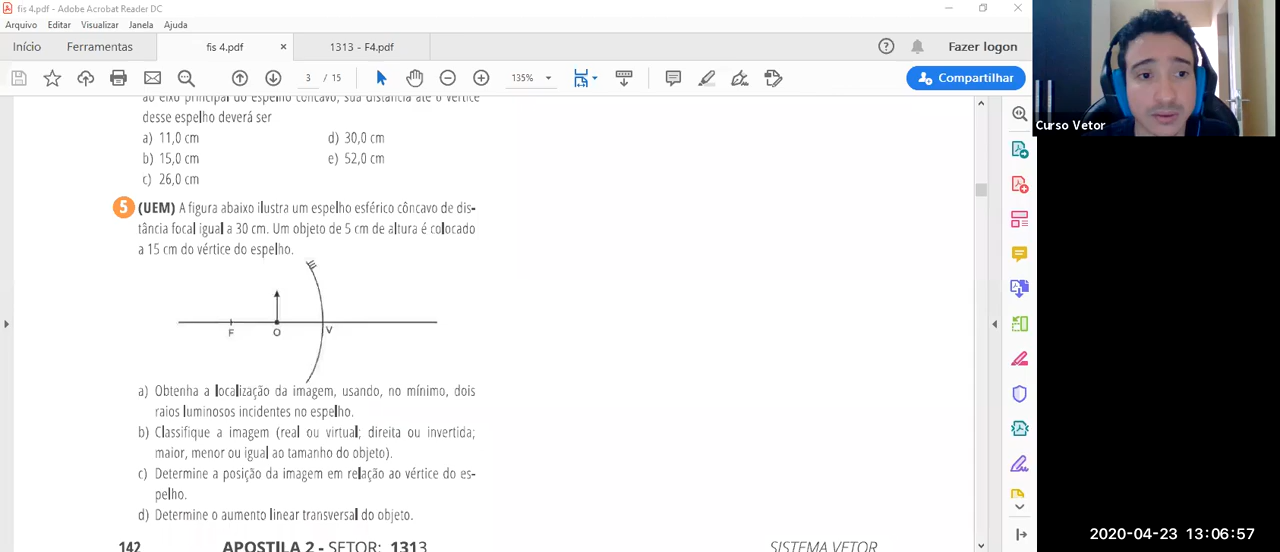 fis 4.pdf - Adobe Acrobat Reader DC
Arquivo Editar Visualizar Janela Ajuda
Início Ferramentas fis 4.pdf × 1313 - F4.pdf Fazer logon
3 / 15 135% Compartilhar
ao eixo principal do espelho côncavo, sua distância até o vértice
desse espelho deverá ser
a) 11,0 cm d) 30,0 cm
b) 15,0 cm e) 52,0 cm
c) 26,0 cm
5 (UEM) A figura abaixo ilustra um espelho esférico côncavo de dis-
tância focal igual a 30 cm. Um objeto de 5 cm de altura é colocado
a 15 cm do vértice do espelho.
F O V
a) Obtenha a localização da imagem, usando, no mínimo, dois
raios luminosos incidentes no espelho.
b) Classifique a imagem (real ou virtual; direita ou invertida;
maior, menor ou igual ao tamanho do objeto).
c) Determine a posição da imagem em relação ao vértice do es-
pelho.
d) Determine o aumento linear transversal do objeto.
142 APOSTILA 2 - SETOR: 1313 SISTEMA VETOR
Curso Vetor
2020-04-23 13:06:57